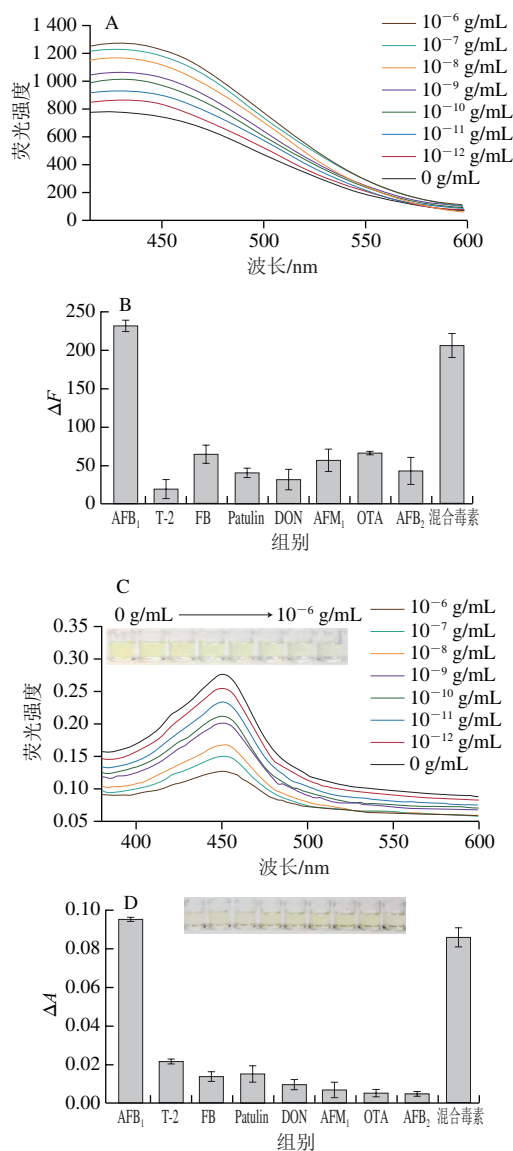 A
1 400
1 200
1 000
800
600
400
200
0
荧光强度
450 500 550 600
波长/nm
10⁻⁶ g/mL
10⁻⁷ g/mL
10⁻⁸ g/mL
10⁻⁹ g/mL
10⁻¹⁰ g/mL
10⁻¹¹ g/mL
10⁻¹² g/mL
0 g/mL
B
250
200
150
100
50
0
ΔF
AFB₁ T-2 FB Patulin DON AFM₁ OTA AFB₂ 混合毒素
组别
C
0 g/mL 10⁻⁶ g/mL
0.35
0.30
0.25
0.20
0.15
0.10
0.05
荧光强度
400 450 500 550 600
波长/nm
10⁻⁶ g/mL
10⁻⁷ g/mL
10⁻⁸ g/mL
10⁻⁹ g/mL
10⁻¹⁰ g/mL
10⁻¹¹ g/mL
10⁻¹² g/mL
0 g/mL
D
0.10
0.08
0.06
0.04
0.02
0.00
ΔA
AFB₁ T-2 FB Patulin DON AFM₁ OTA AFB₂ 混合毒素
组别